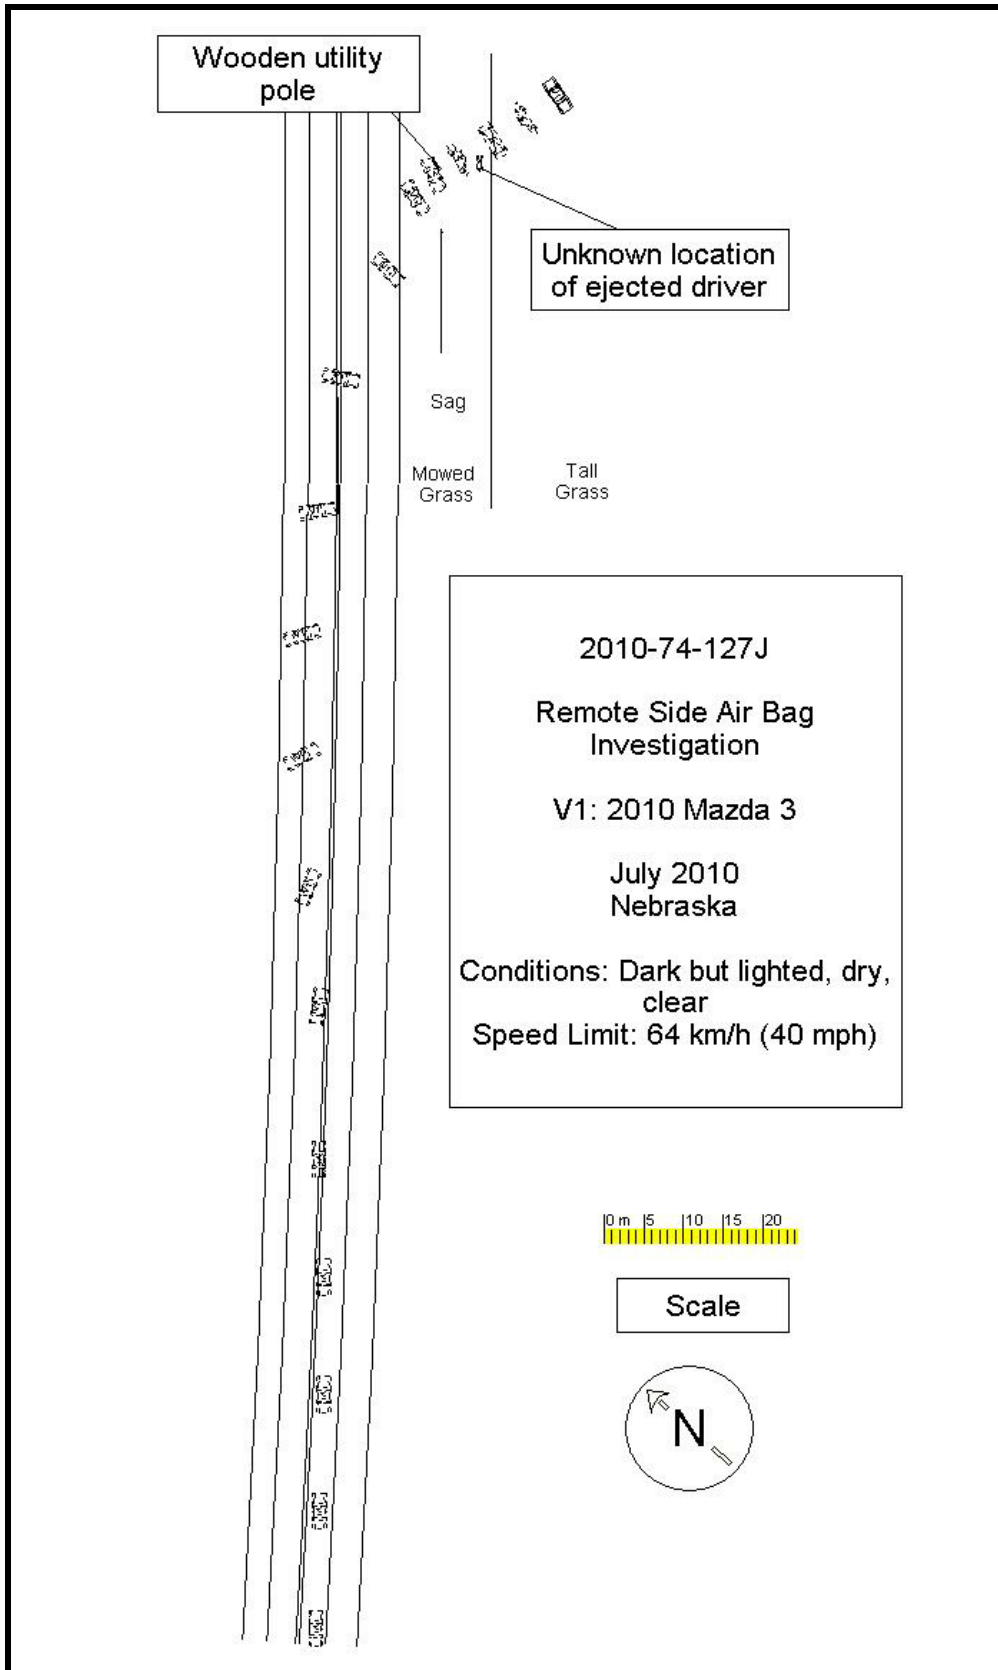 Wooden utility
pole
Unknown location
of ejected driver
Sag
Mowed
Grass
Tall
Grass
2010-74-127J
Remote Side Air Bag
Investigation
V1: 2010 Mazda 3
July 2010
Nebraska
Conditions: Dark but lighted, dry,
clear
Speed Limit: 64 km/h (40 mph)
0 m 5 10 15 20
Scale
N